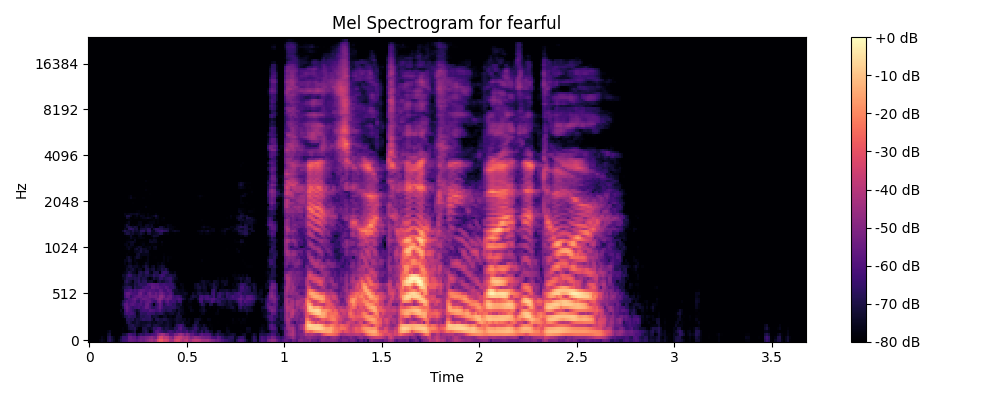 Mel Spectrogram for fearful
Hz
16384
8192
4096
2048
1024
512
0
0 0.5 1 1.5 2 2.5 3 3.5
Time
+0 dB
-10 dB
-20 dB
-30 dB
-40 dB
-50 dB
-60 dB
-70 dB
-80 dB